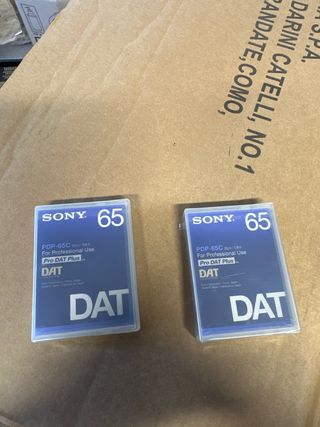 S.P.A.
DARINI CATELLI, NO.1
MANDATE, COMO,
SONY 65
PDP-65C
For Professional Use
Pro DAT Plus
DAT
DAT
SONY 65
PDP-65C
For Professional Use
Pro DAT Plus
DAT
DAT